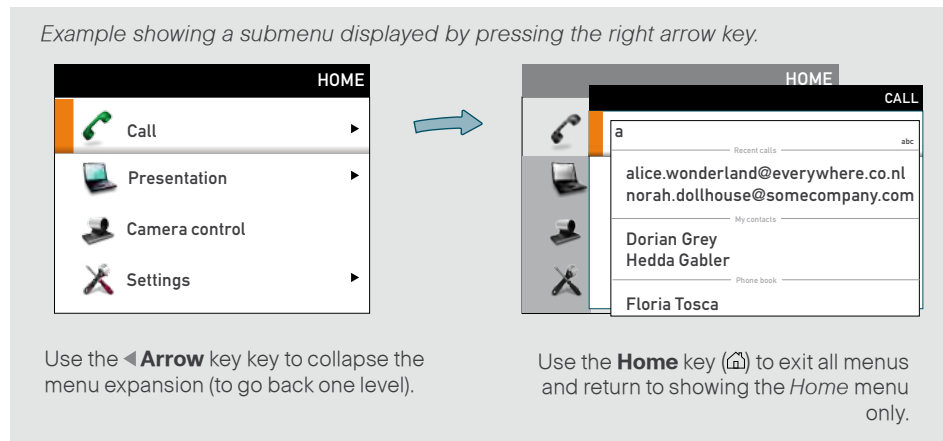 Example showing a submenu displayed by pressing the right arrow key.
HOME
Call
Presentation
Camera control
Settings
HOME
CALL
a
abc
Recent calls
alice.wonderland@everywhere.co.nl
norah.dollhouse@somecompany.com
My contacts
Dorian Grey
Hedda Gabler
Phone book
Floria Tosca
Use the Arrow key key to collapse the
menu expansion (to go back one level).
Use the Home key () to exit all menus
and return to showing the Home menu
only.